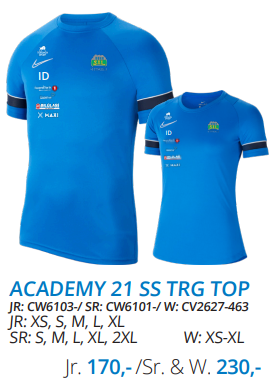 ID
MAXI
ID
ACADEMY 21 SS TRG TOP
JR: CW6103-/ SR: CW6101-/ W: CV2627-463
JR: XS, S, M, L, XL
SR: S, M, L, XL, 2XL W: XS-XL
Jr. 170,- /Sr. & W. 230,-